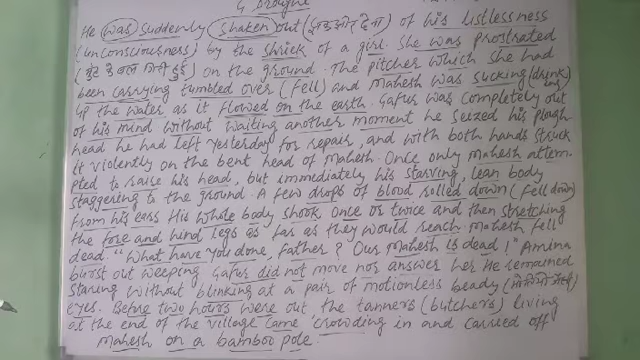 G Drought
He was suddenly shaken out of his listlessness
(unconsciousness) by the shrick of a girl. She was prostrated
on the ground. The pitcher which she had
been carrying tumbled over (fell) and Mahesh was sucking (drink
ing)
up the water as it flowed on the earth. Gafur was completely out
of his mind without waiting another moment he seized his plough-
head he had left yesterday for repair, and with both hands struck
it violently on the bent head of Mahesh. Once only Mahesh attem-
pted to raise his head, but immediately his starving, lean body
staggering to the ground. A few drops of blood rolled down (fell down)
from his ears His whole body shook once or twice and then stretching
the fore and hind legs as far as they would reach Mahesh fell
dead. "What have you done, father? Our Mahesh is dead!" Amina
burst out weeping Gafur did not move nor answer her. He remained
staring without blinking at a pair of motionless beady
eyes. Before two hours were out the tanners (butchers) living
at the end of the village came crowding in and carried off
Mahesh on a bamboo pole.